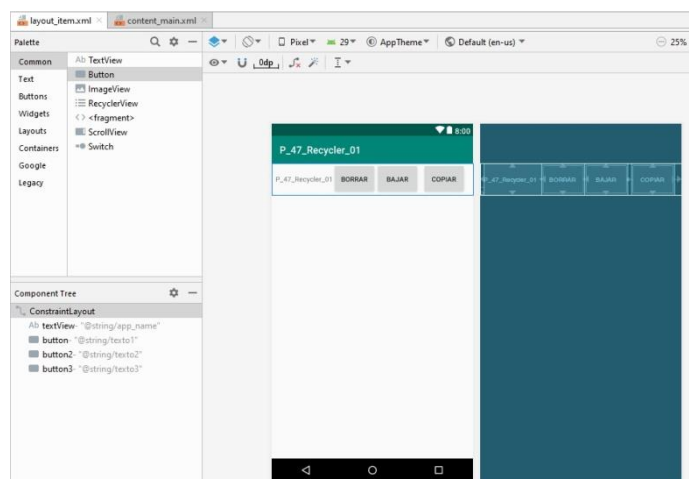 layout_item.xml content_main.xml
Palette
Pixel 29 AppTheme Default (en-us) 25%
Common
Text
Buttons
Widgets
Layouts
Containers
Google
Legacy
Ab TextView
Button
ImageView
RecyclerView
<fragment>
ScrollView
Switch
0dp
8:00
P_47_Recycler_01
P_47_Recycler_01 BORRAR BAJAR COPIAR
P_47_Recycler_01 BORRAR BAJAR COPIAR
Component Tree
ConstraintLayout
Ab textView- "@string/app_name"
button- "@string/texto1"
button2- "@string/texto2"
button3- "@string/texto3"